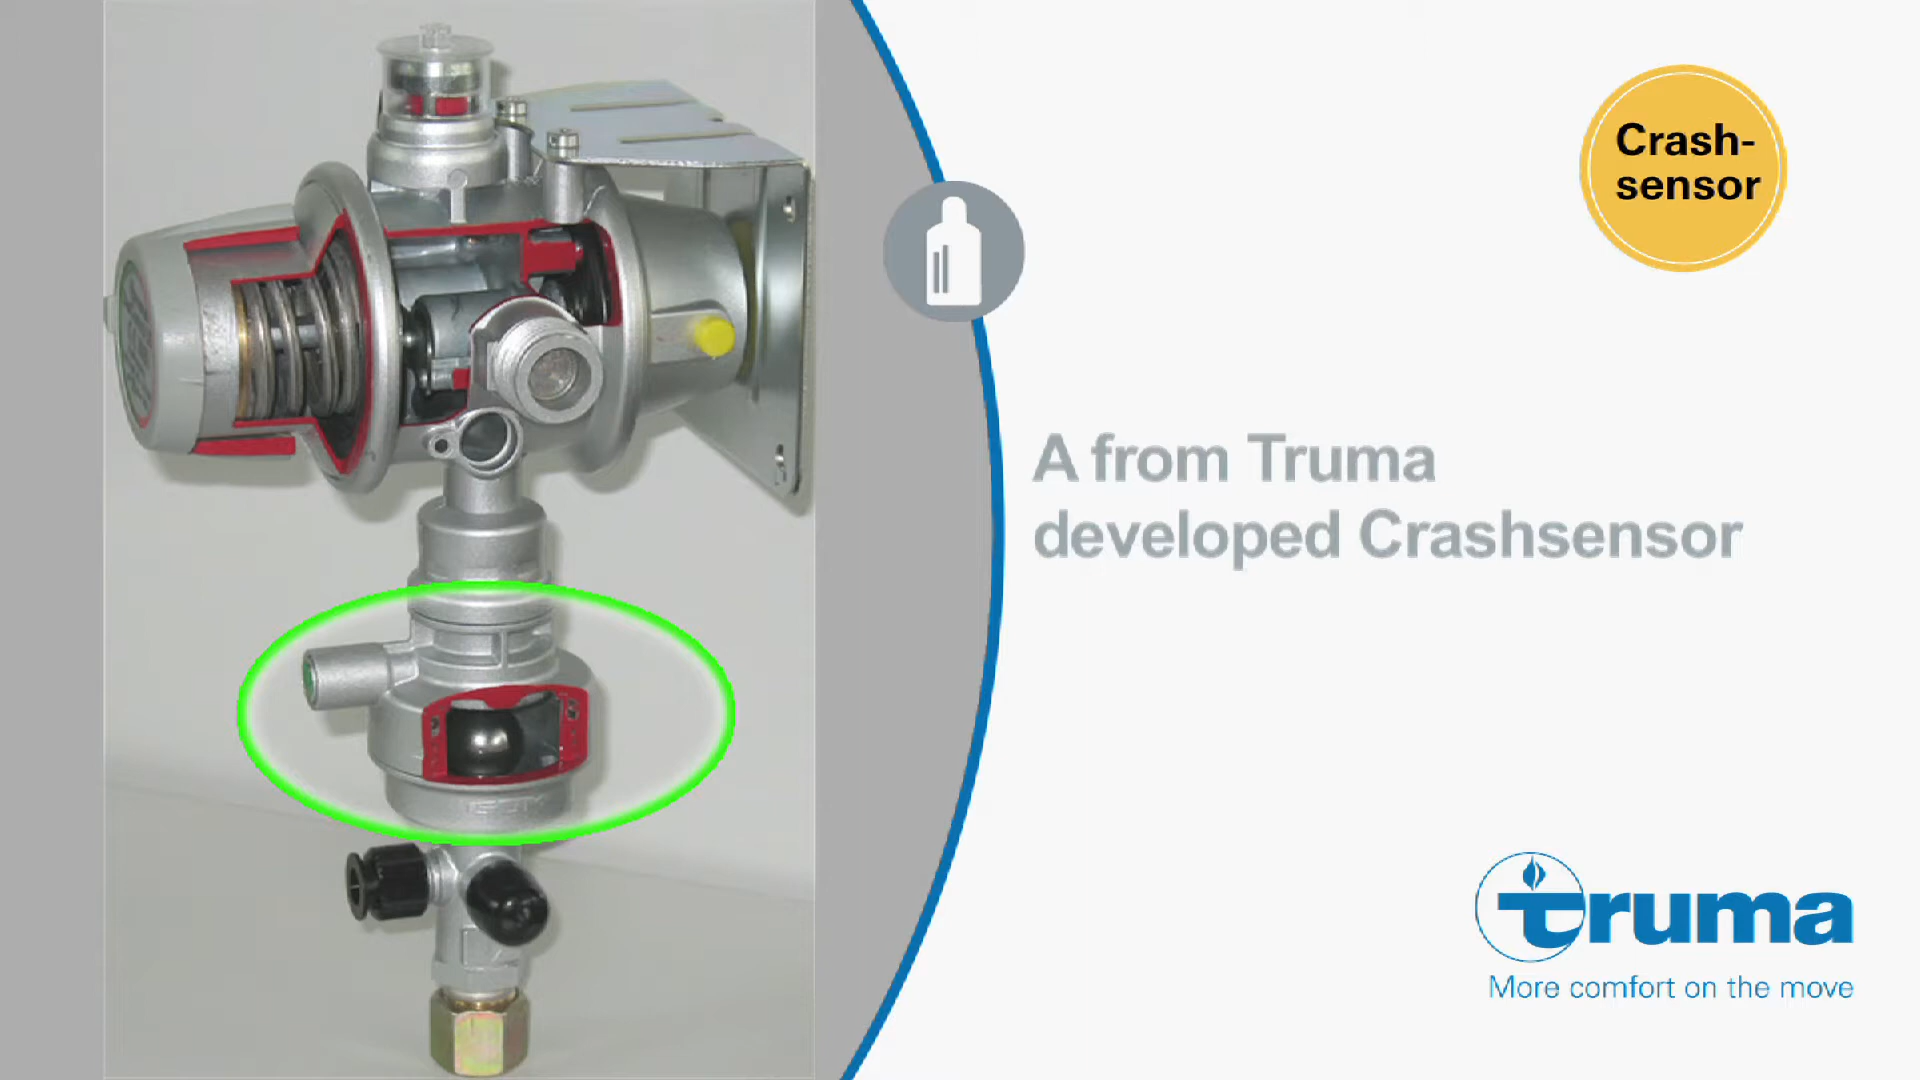 Crash-
sensor
A from Truma
developed Crashsensor
truma
More comfort on the move